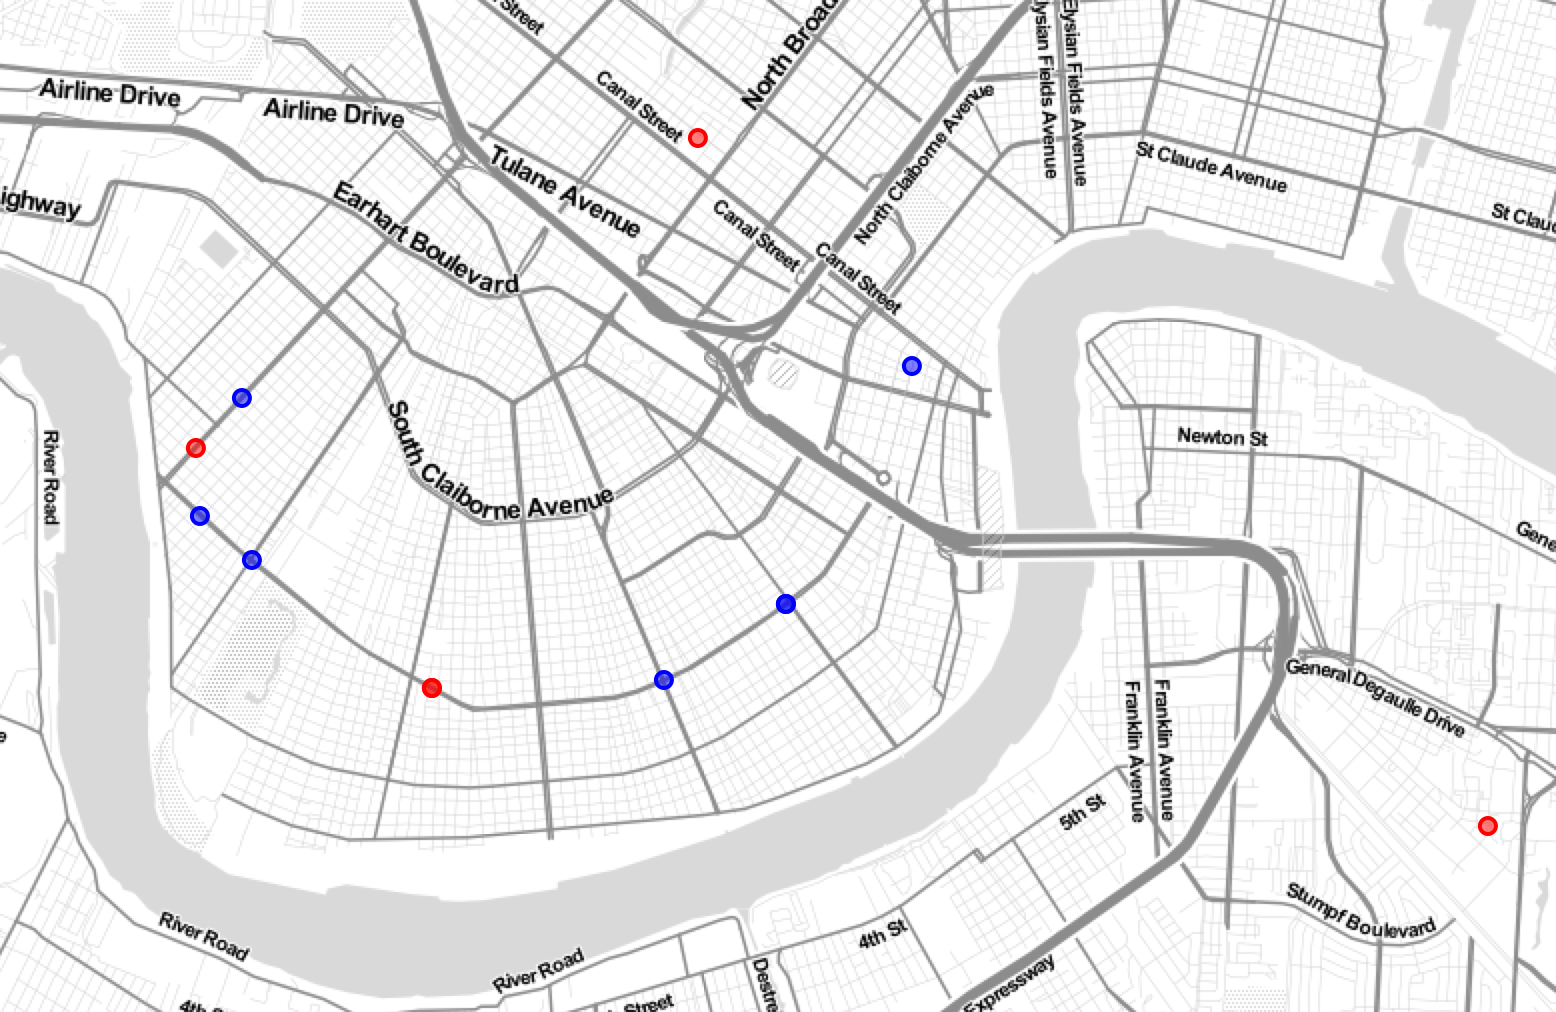 Street
North Broad
Elysian Fields Avenue
Elysian Fields Avenue
Airline Drive
Airline Drive
Canal Street
North Claiborne Avenue
Tulane Avenue
St Claude Avenue
ighway
Earhart Boulevard
Canal Street
Canal Street
St Claud
River Road
South Claiborne Avenue
Newton St
Gene
General Degaulle Drive
Franklin Avenue
Franklin Avenue
e
5th St
Stumpf Boulevard
River Road
4th St
River Road
Destre
Expressway
4th S
Street